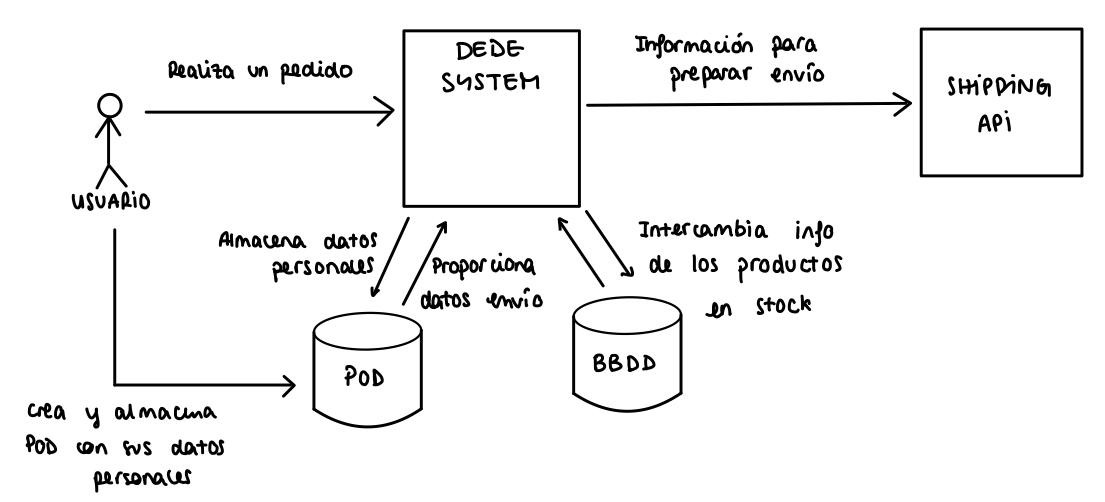 Realiza un pedido
DEDE
SYSTEM
Información para
preparar envío
SHIPPING
API
USUARIO
Almacena datos
personales
Proporciona
datos envío
Intercambia info
de los productos
en stock
POD
BBDD
crea y almacena
POD con sus datos
personales